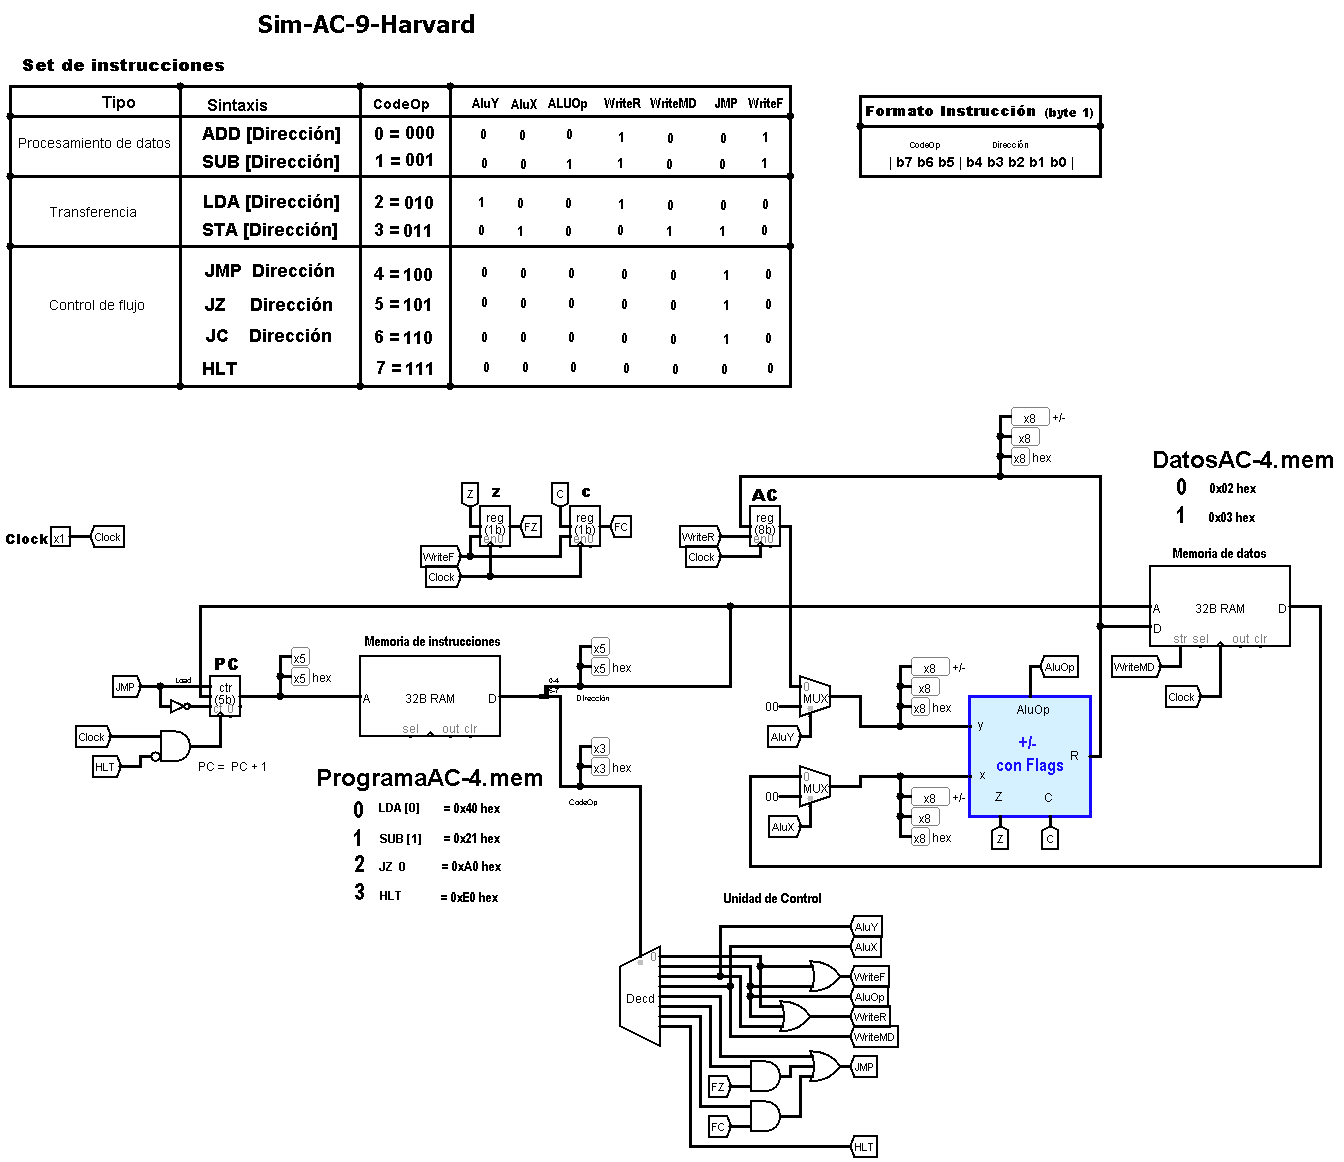 Sim-AC-9-Harvard
Set de instrucciones
Tipo Sintaxis CodeOp AluY AluX ALUOp WriteR WriteMD JMP WriteF
Procesamiento de datos
ADD [Dirección] 0 = 000 0 0 0 1 0 0 1
SUB [Dirección] 1 = 001 0 0 1 1 0 0 1
Transferencia
LDA [Dirección] 2 = 010 1 0 0 1 0 0 0
STA [Dirección] 3 = 011 0 1 0 0 1 1 0
Control de flujo
JMP Dirección 4 = 100 0 0 0 0 0 1 0
JZ Dirección 5 = 101 0 0 0 0 0 1 0
JC Dirección 6 = 110 0 0 0 0 0 1 0
HLT 7 = 111 0 0 0 0 0 0 0
Formato Instrucción (byte 1)
CodeOp Dirección
| b7 b6 b5 | b4 b3 b2 b1 b0 |
x8 +/-
x8
x8 hex
DatosAC-4.mem
0 0x02 hex
1 0x03 hex
Memoria de datos
A 32B RAM D
D
str sel out clr
WriteMD
Clock
Clock x1 Clock
Z Z
reg
(1b)
en0
FZ
C C
reg
(1b)
en0
FC
WriteF
Clock
AC
reg
(8b)
en0
WriteR
Clock
PC
JMP Load
ctr
(5b)
ct 0
Clock
HLT
PC = PC + 1
x5
x5 hex
Memoria de instrucciones
A 32B RAM D
sel out clr
0-4
5-7
x5
x5 hex
Dirección
x3
x3 hex
CodeOp
ProgramaAC-4.mem
0 LDA [0] = 0x40 hex
1 SUB [1] = 0x21 hex
2 JZ 0 = 0xA0 hex
3 HLT = 0xE0 hex
0
00 MUX
AluY
0
00 MUX
AluX
x8 +/-
x8
x8 hex
x8 +/-
x8
x8 hex
AluOp
AluOp
y
+/-
con Flags
R
x
Z C
Z C
Unidad de Control
Decd
0
AluY
AluX
WriteF
AluOp
WriteR
WriteMD
JMP
FZ
FC
HLT